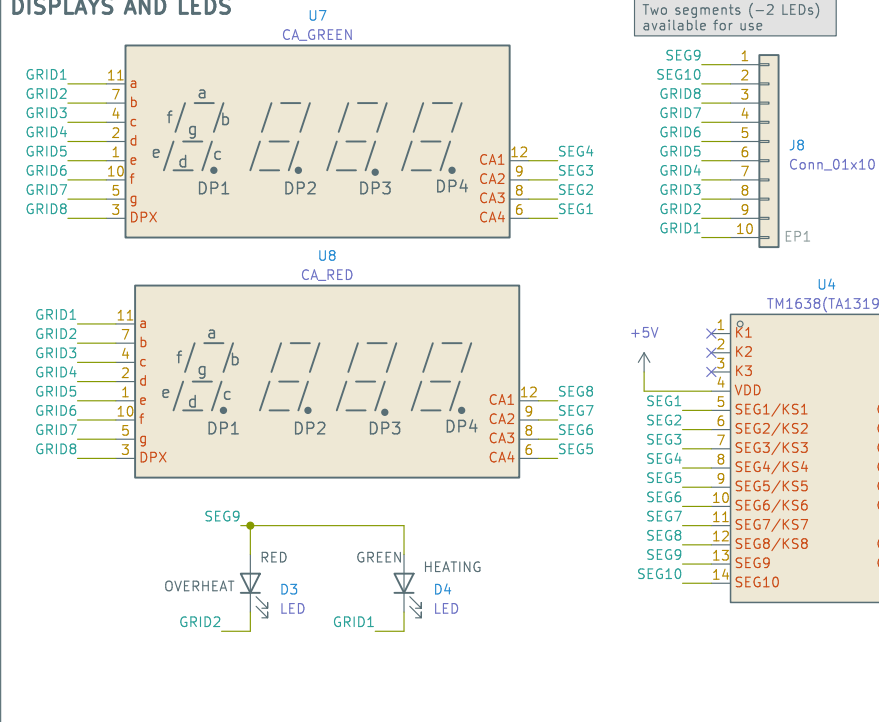 DISPLAYS AND LEDS
U7
CA_GREEN
GRID1 11 a
GRID2 7 b
GRID3 4 c
GRID4 2 d
GRID5 1 e
GRID6 10 f
GRID7 5 g
GRID8 3 DPX
a
f b
g
e d c
DP1 DP2 DP3 DP4
CA1 12 SEG4
CA2 9 SEG3
CA3 8 SEG2
CA4 6 SEG1
U8
CA_RED
GRID1 11 a
GRID2 7 b
GRID3 4 c
GRID4 2 d
GRID5 1 e
GRID6 10 f
GRID7 5 g
GRID8 3 DPX
a
f b
g
e d c
DP1 DP2 DP3 DP4
CA1 12 SEG8
CA2 9 SEG7
CA3 8 SEG6
CA4 6 SEG5
SEG9
RED
OVERHEAT
D3
LED
GRID2
GREEN
HEATING
D4
LED
GRID1
Two segments (-2 LEDs)
available for use
SEG9 1
SEG10 2
GRID8 3
GRID7 4
GRID6 5
GRID5 6
GRID4 7
GRID3 8
GRID2 9
GRID1 10
J8
Conn_01x10
EP1
U4
TM1638(TA1319
+5V
1 K1
2 K2
3 K3
4 VDD
SEG1 5 SEG1/KS1
SEG2 6 SEG2/KS2
SEG3 7 SEG3/KS3
SEG4 8 SEG4/KS4
SEG5 9 SEG5/KS5
SEG6 10 SEG6/KS6
SEG7 11 SEG7/KS7
SEG8 12 SEG8/KS8
SEG9 13 SEG9
SEG10 14 SEG10